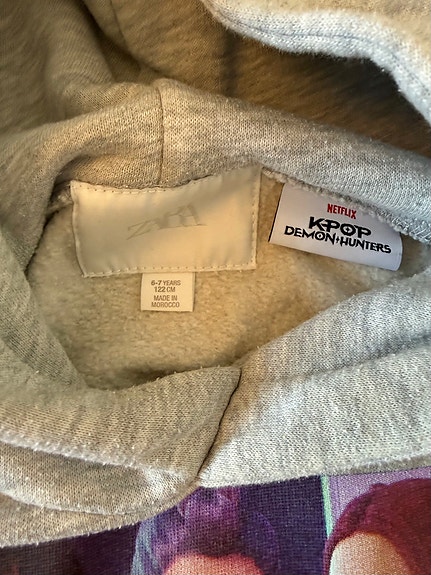 ZARA
6-7 YEARS
122 CM
MADE IN
MOROCCO
NETFLIX
KPOP
DEMON HUNTERS